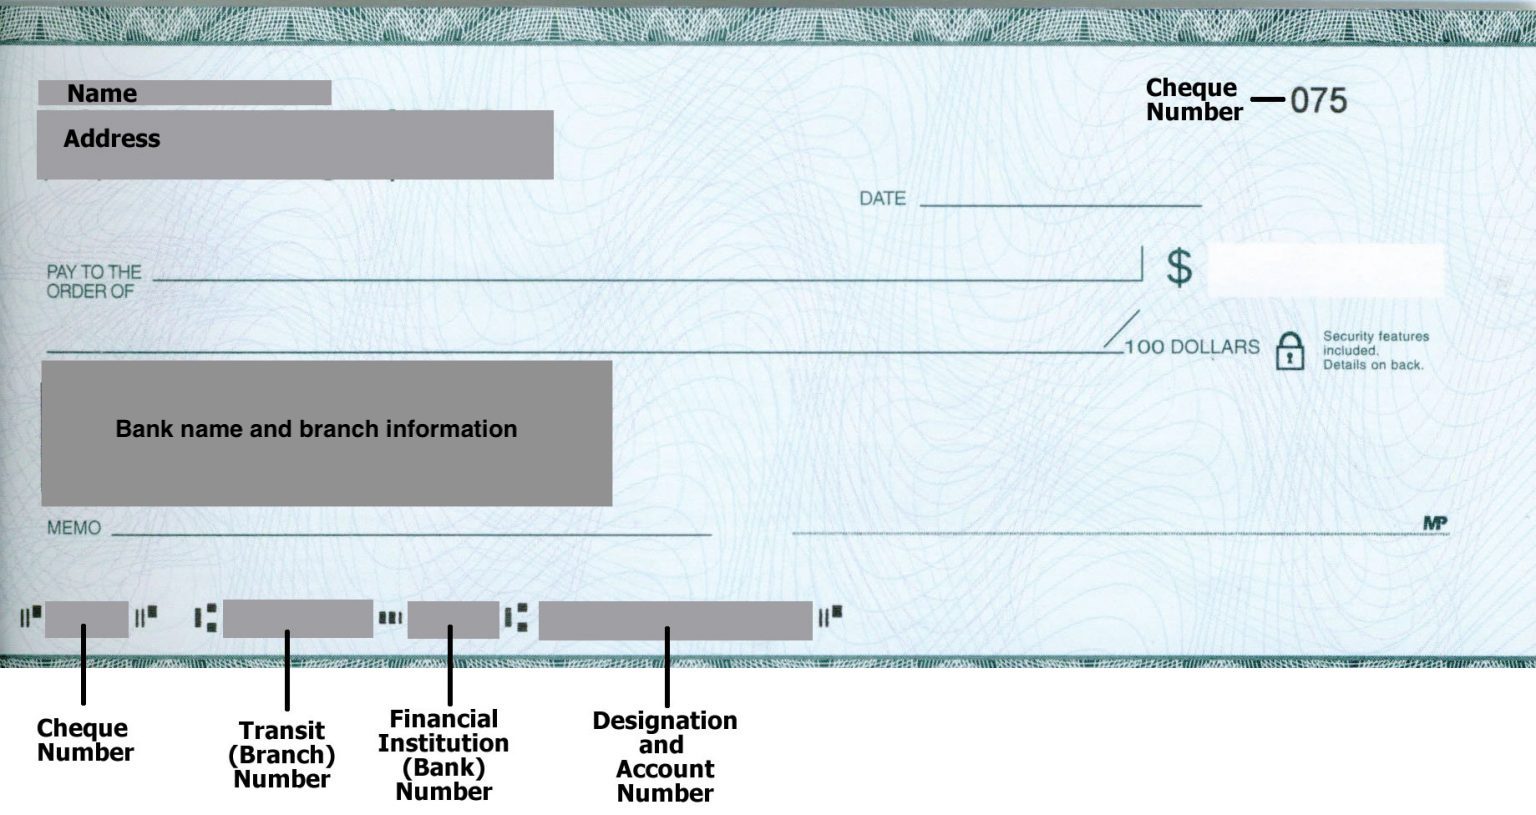 Name
Address
Cheque
Number
075
DATE
PAY TO THE
ORDER OF
$
100 DOLLARS
Security features
included.
Details on back.
Bank name and branch information
MEMO
MP
Cheque
Number
Transit
(Branch)
Number
Financial
Institution
(Bank)
Number
Designation
and
Account
Number